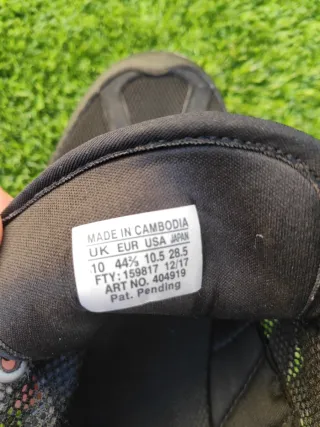 MADE IN CAMBODIA
UK EUR USA JAPAN
10 44⅔ 10.5 28.5
FTY: 159817 12/17
ART NO. 404919
Pat. Pending